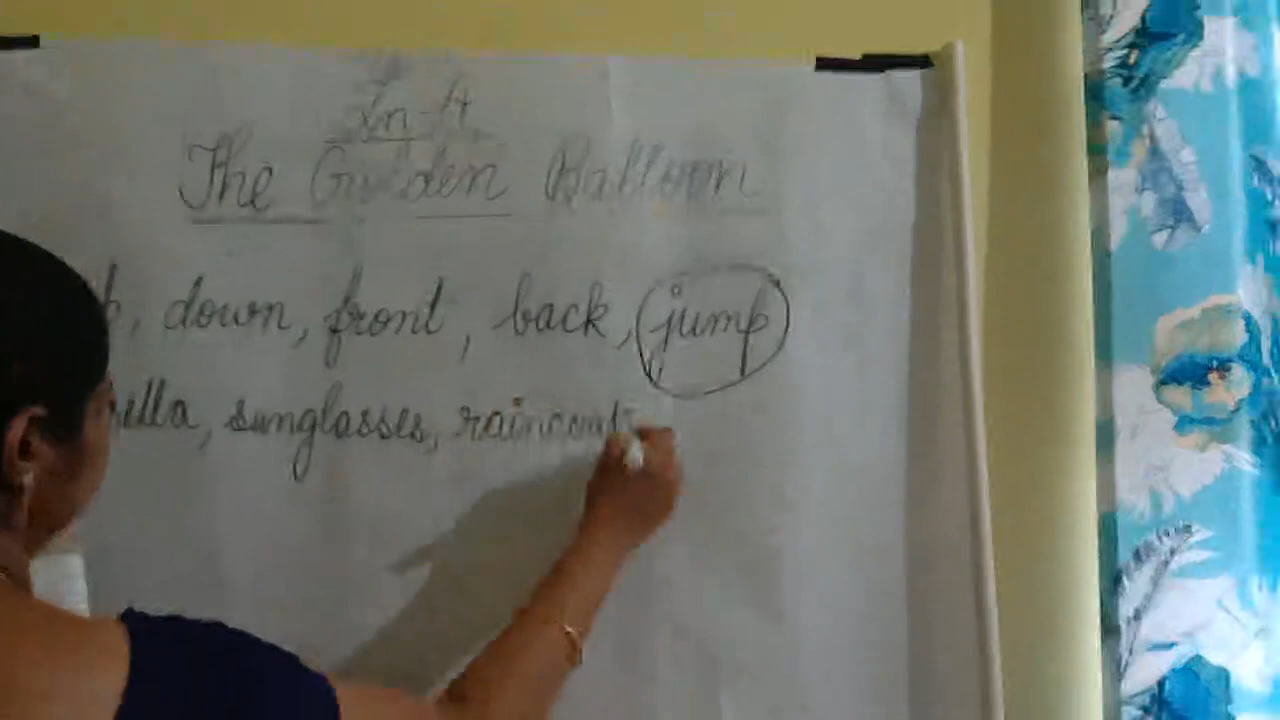 Ln-4
The Golden Balloon
down, front, back, jump
sunglasses, raincoat